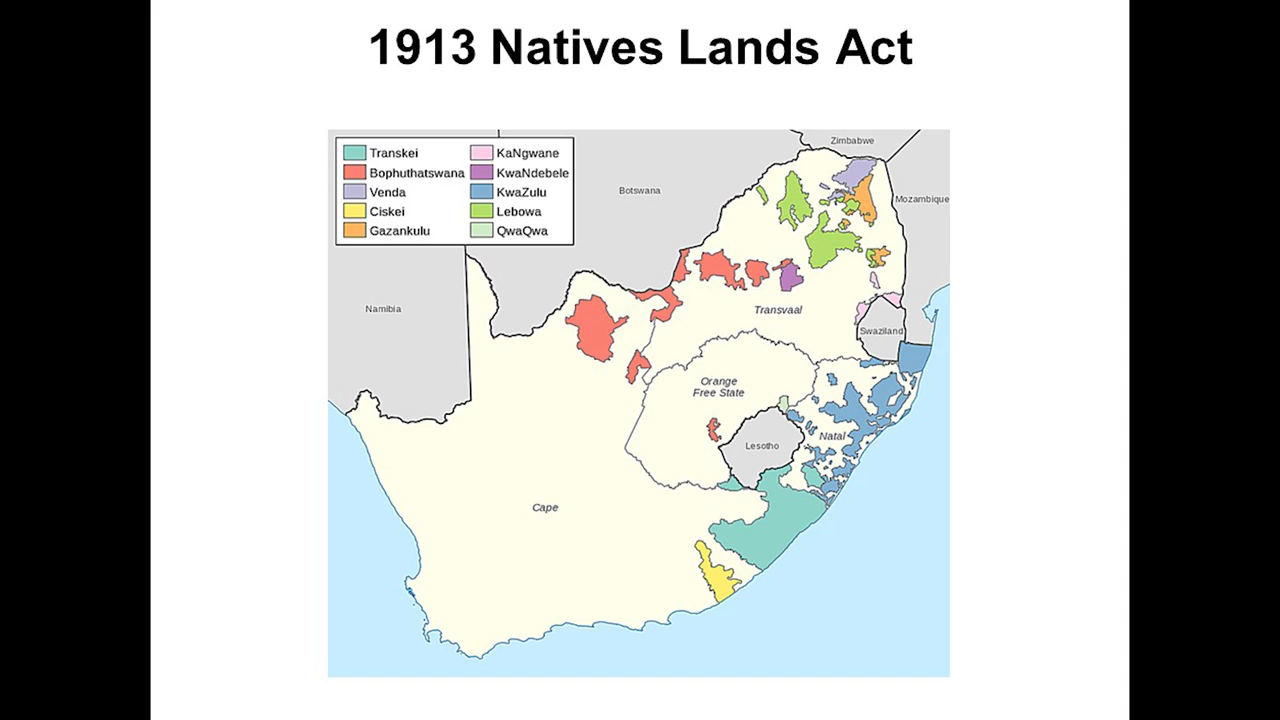 1913 Natives Lands Act
Transkei
Bophuthatswana
Venda
Ciskei
Gazankulu
KaNgwane
KwaNdebele
KwaZulu
Lebowa
QwaQwa
Zimbabwe
Botswana
Mozambique
Namibia
Transvaal
Swaziland
Orange
Free State
Natal
Lesotho
Cape